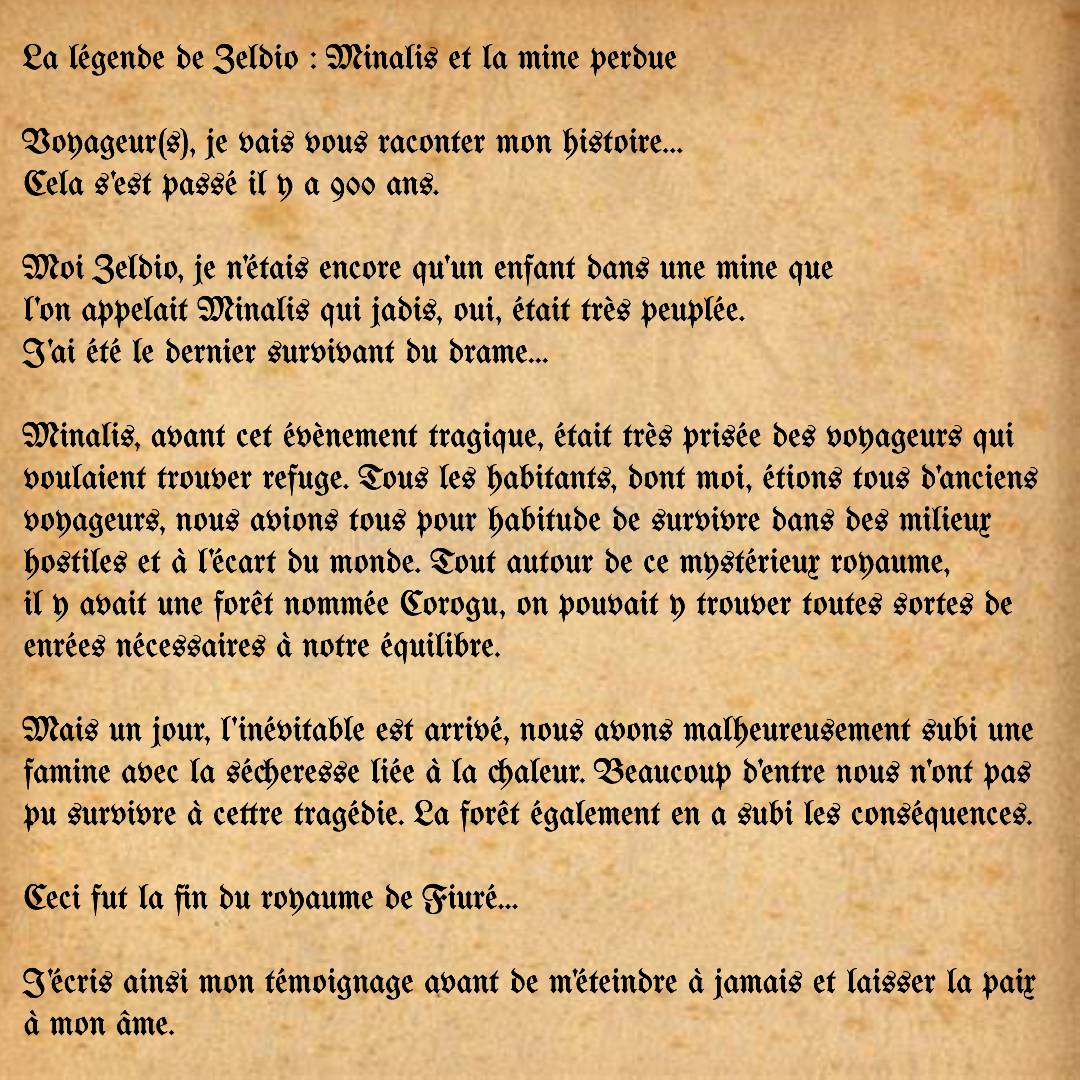 La légende de Zeldio : Minalis et la mine perdue
Voyageur(s), je vais vous raconter mon histoire...
Cela s'est passé il y a 900 ans.
Moi Zeldio, je n'étais encore qu'un enfant dans une mine que
l'on appelait Minalis qui jadis, oui, était très peuplée.
J'ai été le dernier survivant du drame...
Minalis, avant cet évènement tragique, était très prisée des voyageurs qui
voulaient trouver refuge. Tous les habitants, dont moi, étions tous d'anciens
voyageurs, nous avions tous pour habitude de survivre dans des milieux
hostiles et à l'écart du monde. Tout autour de ce mystérieux royaume,
il y avait une forêt nommée Corogu, on pouvait y trouver toutes sortes de
enrées nécessaires à notre équilibre.
Mais un jour, l'inévitable est arrivé, nous avons malheureusement subi une
famine avec la sécheresse liée à la chaleur. Beaucoup d'entre nous n'ont pas
pu survivre à cettre tragédie. La forêt également en a subi les conséquences.
Ceci fut la fin du royaume de Fiuré...
J'écris ainsi mon témoignage avant de m'éteindre à jamais et laisser la paix
à mon âme.